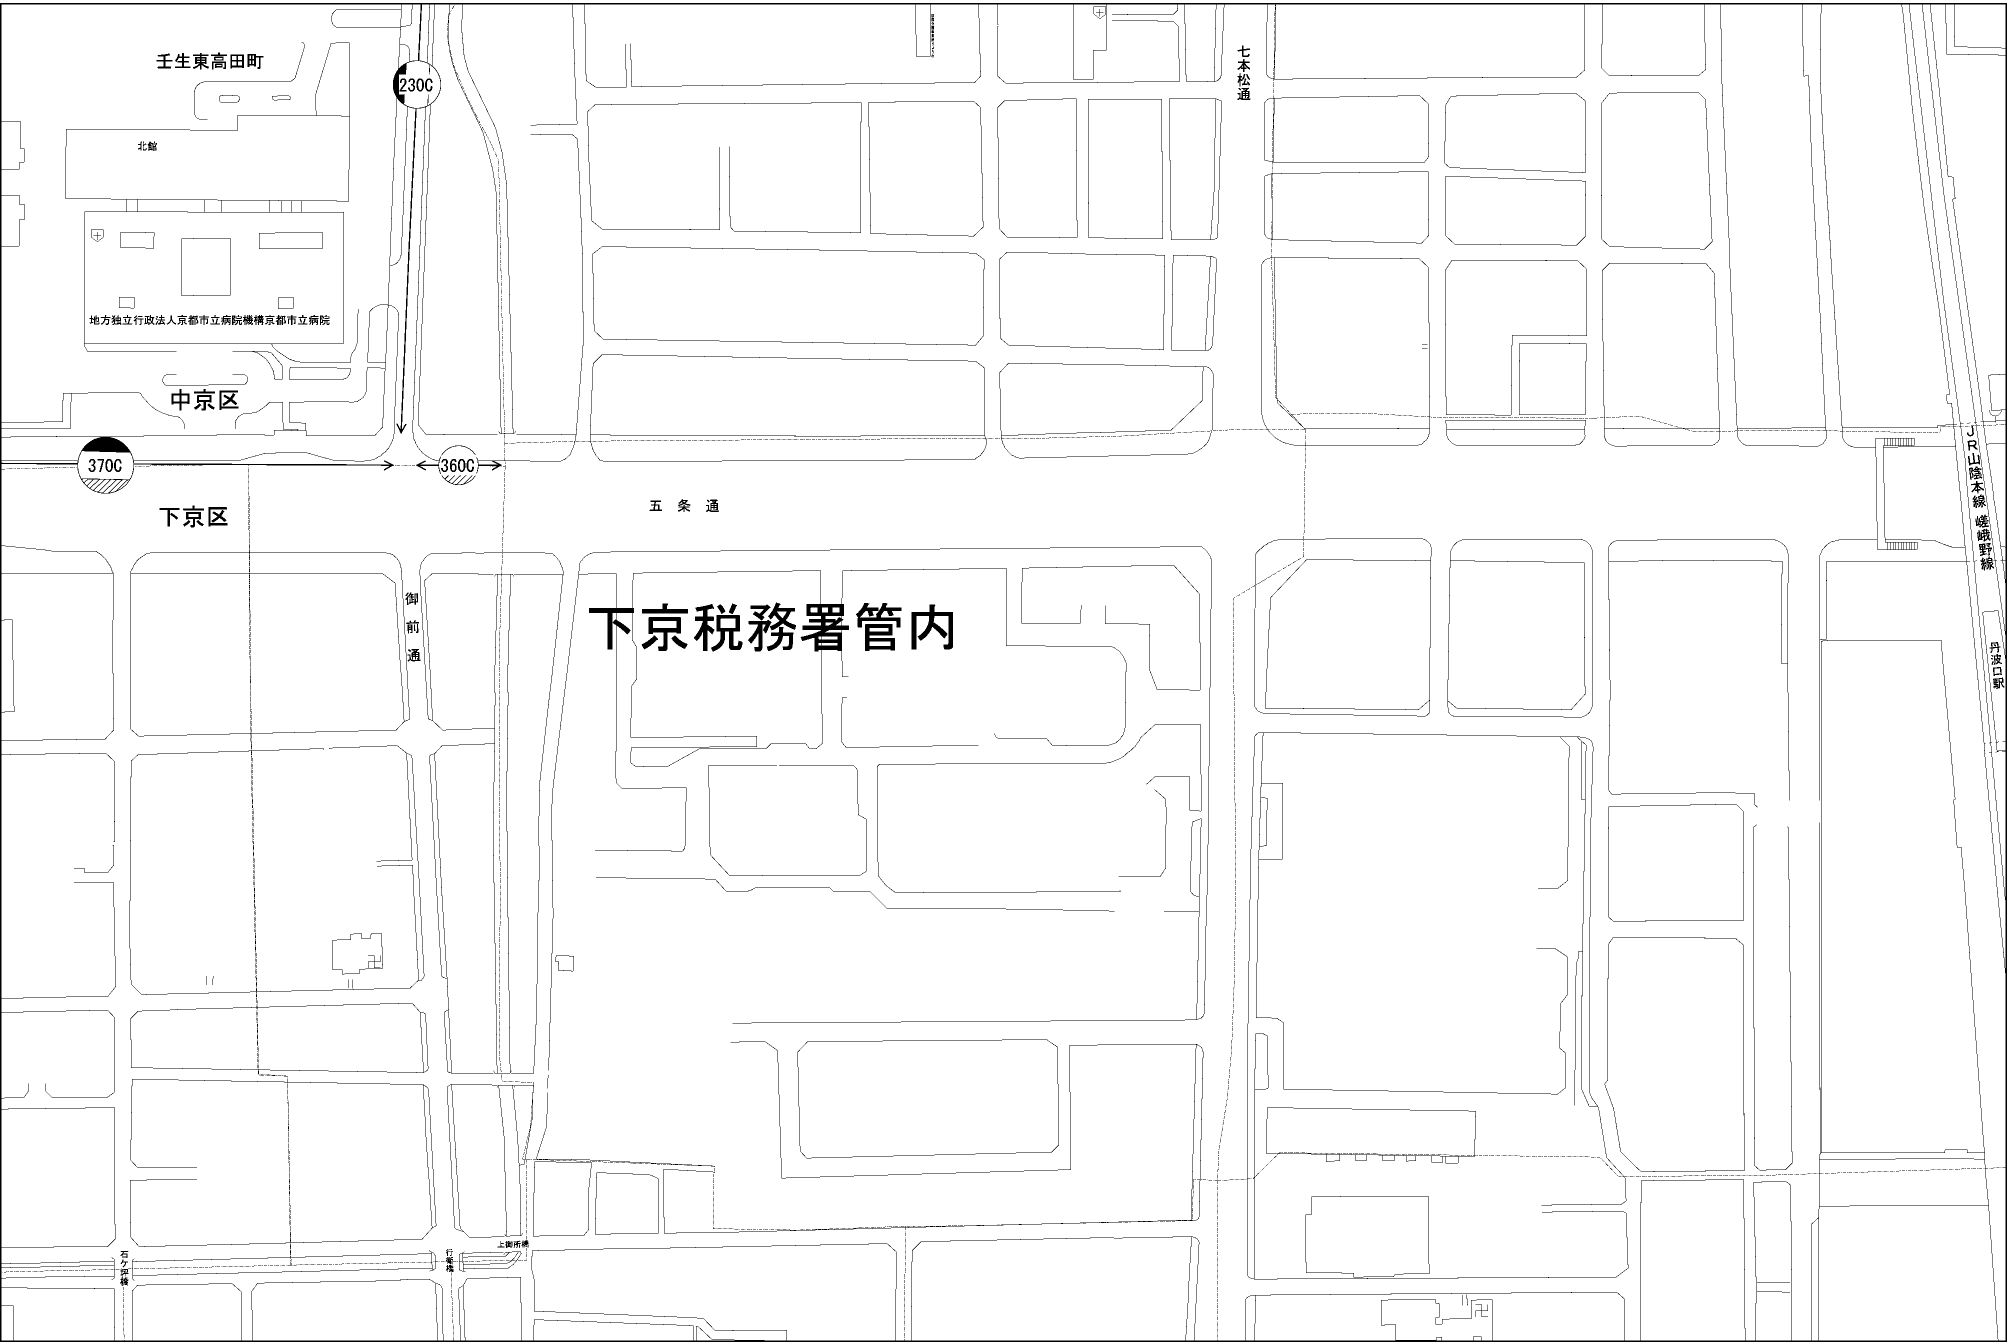 壬生東高田町
230C
七本松通
北館
地方独立行政法人京都市立病院機構京都市立病院
中京区
370C
360C
五条通
JR山陰本線 嵯峨野線
下京区
御前通
下京税務署管内
丹波口駅
石ケ坪橋
行衛橋
上御所橋